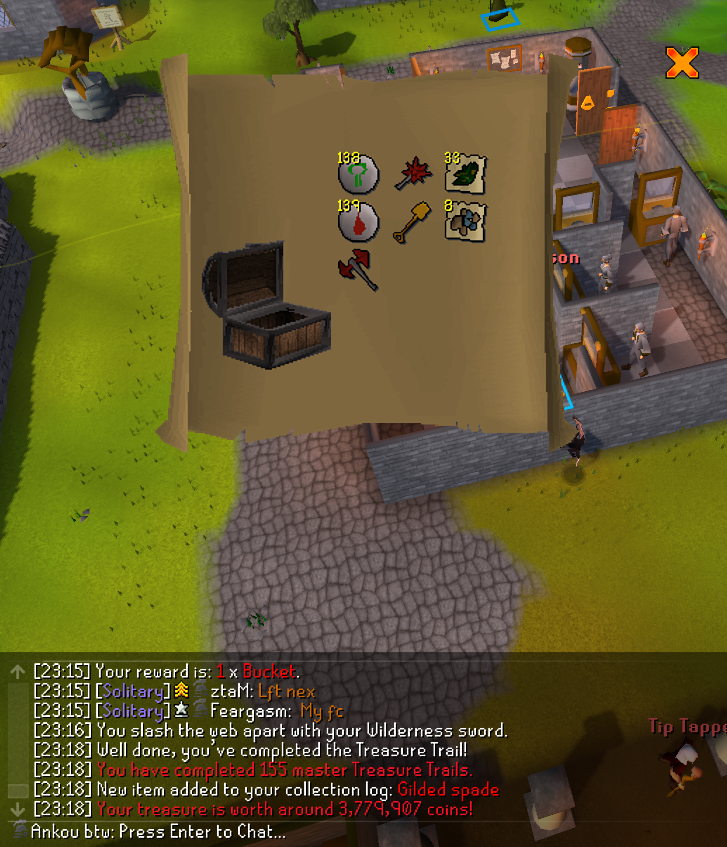 138
33
139
8
son
[23:15] Your reward is: 1 x Bucket.
[23:15] [Solitary] ztaM: Lft nex
[23:15] [Solitary] Feargasm: My fc
[23:16] You slash the web apart with your Wilderness sword.
[23:18] Well done, you've completed the Treasure Trail!
Tip Tappe
[23:18] You have completed 155 master Treasure Trails.
[23:18] New item added to your collection log: Gilded spade
[23:18] Your treasure is worth around 3,779,907 coins!
Ankou btw: Press Enter to Chat...